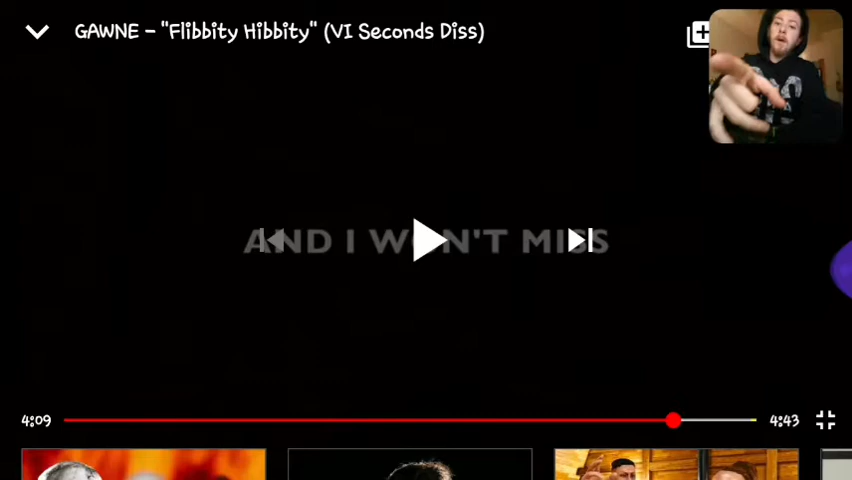 GAWNE - "Flibbity Hibbity" (VI Seconds Diss)
AND I WON'T MISS
4:09
4:43